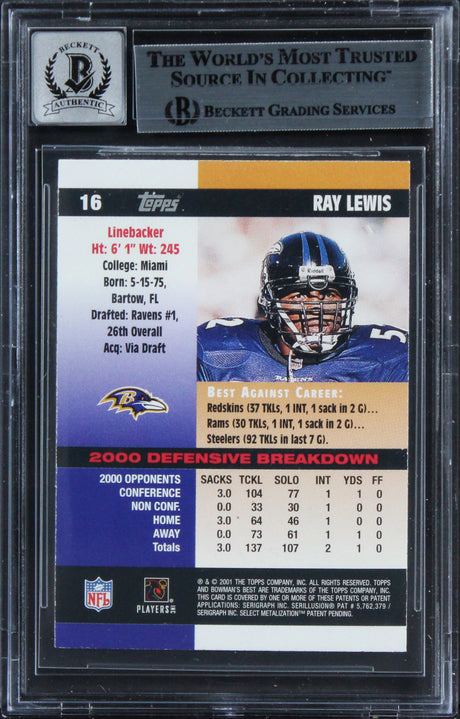 BECKETT
B
AUTHENTIC
THE WORLD'S MOST TRUSTED
SOURCE IN COLLECTING™
B BECKETT GRADING SERVICES
16 Topps RAY LEWIS
Linebacker
Ht: 6' 1" Wt: 245
College: Miami
Born: 5-15-75,
Bartow, FL
Drafted: Ravens #1,
26th Overall
Acq: Via Draft
Riddell
52
RAVENS
B
BEST AGAINST CAREER:
Redskins (37 TKLs, 1 INT, 1 sack in 2 G)...
Rams (30 TKLs, 1 INT, 1 sack in 2 G)...
Steelers (92 TKLs in last 7 G).
2000 DEFENSIVE BREAKDOWN
2000 OPPONENTS SACKS TCKL SOLO INT YDS FF
CONFERENCE 3.0 104 77 1 1 0
NON CONF. 0.0 33 30 1 0 0
HOME 3.0 64 46 1 0 0
AWAY 0.0 73 61 1 1 0
Totals 3.0 137 107 2 1 0
NFL
PLAYERS INC
® & © 2001 THE TOPPS COMPANY, INC. ALL RIGHTS RESERVED. TOPPS
AND BOWMAN'S BEST ARE TRADEMARKS OF THE TOPPS COMPANY, INC.
THIS CARD IS COVERED BY ONE OR MORE OF THESE PATENTS OR PATENT
APPLICATIONS: SERIGRAPH INC. SERILLUSION® PAT # 5,762,379 /
SERIGRAPH INC. SELECT METALIZATION™ PATENT PENDING.